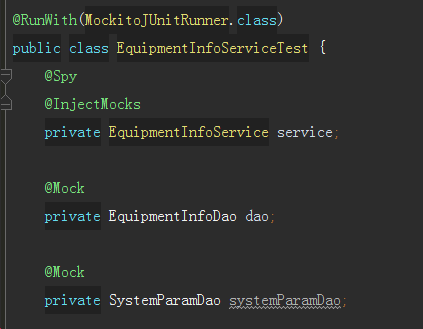 @RunWith(MockitoJUnitRunner.class)
public class EquipmentInfoServiceTest {
@Spy
@InjectMocks
private EquipmentInfoService service;
@Mock
private EquipmentInfoDao dao;
@Mock
private SystemParamDao systemParamDao;